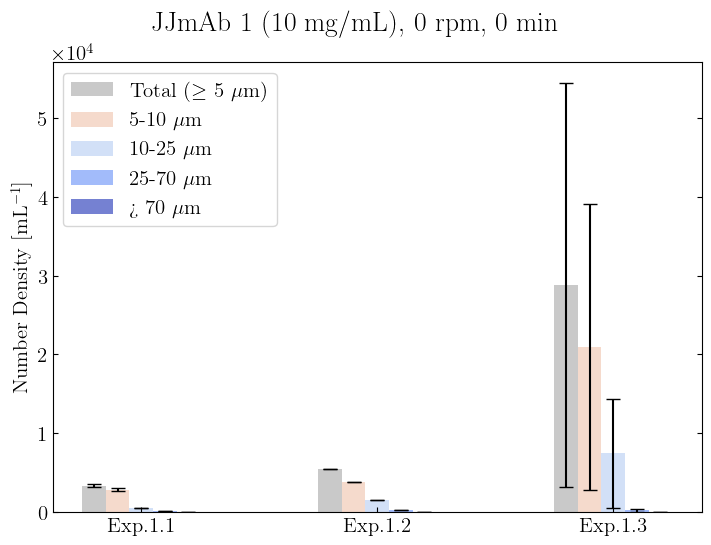 JJmAb 1 (10 mg/mL), 0 rpm, 0 min
×10⁴
Total (≥ 5 μm)
5-10 μm
10-25 μm
25-70 μm
> 70 μm
Number Density [mL⁻¹]
5
4
3
2
1
0
Exp.1.1 Exp.1.2 Exp.1.3